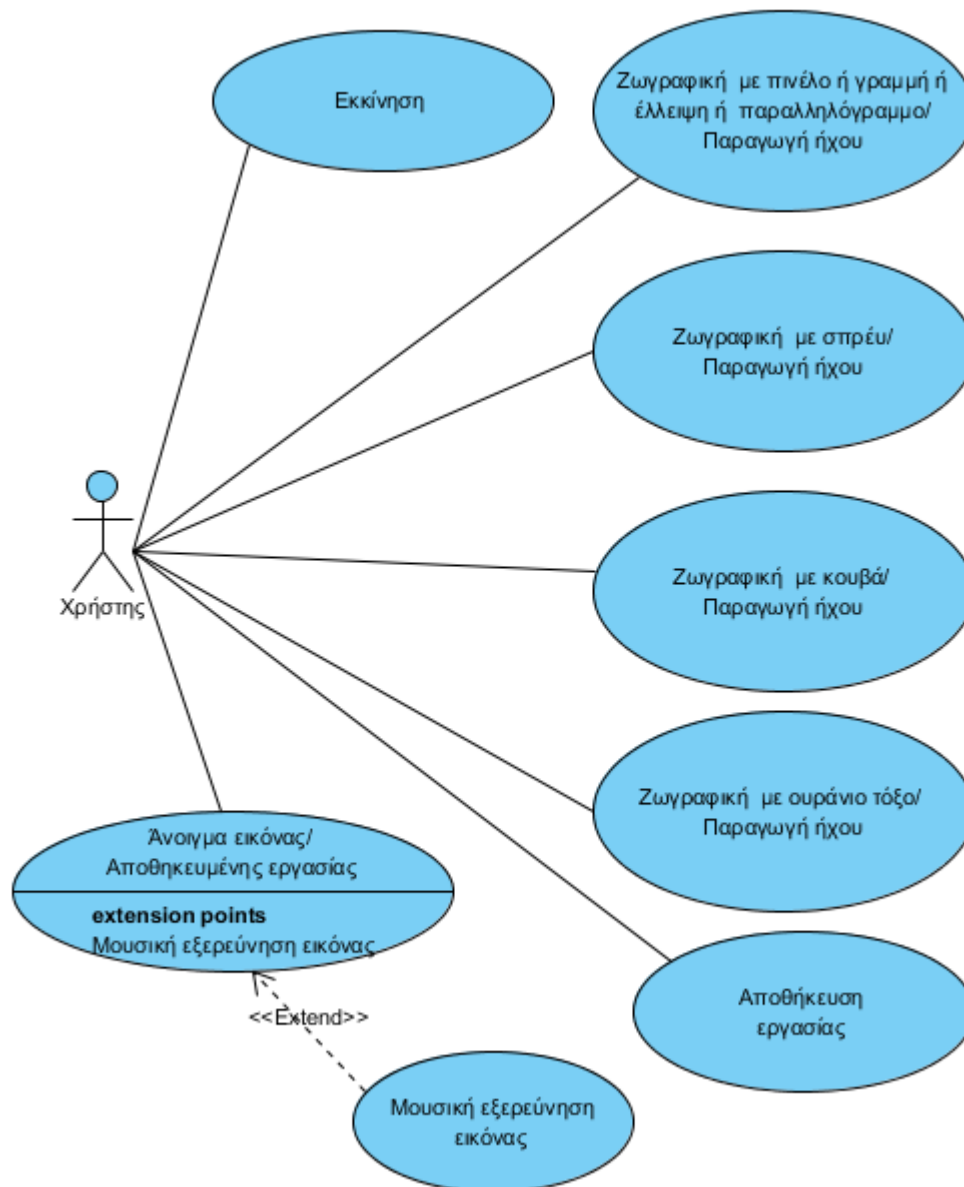 Εκκίνηση
Ζωγραφική με πινέλο ή γραμμή ή
έλλειψη ή παραλληλόγραμμο/
Παραγωγή ήχου
Ζωγραφική με σπρέυ/
Παραγωγή ήχου
Χρήστης
Ζωγραφική με κουβά/
Παραγωγή ήχου
Ζωγραφική με ουράνιο τόξο/
Παραγωγή ήχου
Άνοιγμα εικόνας/
Αποθηκευμένης εργασίας
extension points
Μουσική εξερεύνηση εικόνας
<<Extend>>
Αποθήκευση
εργασίας
Μουσική εξερεύνηση
εικόνας